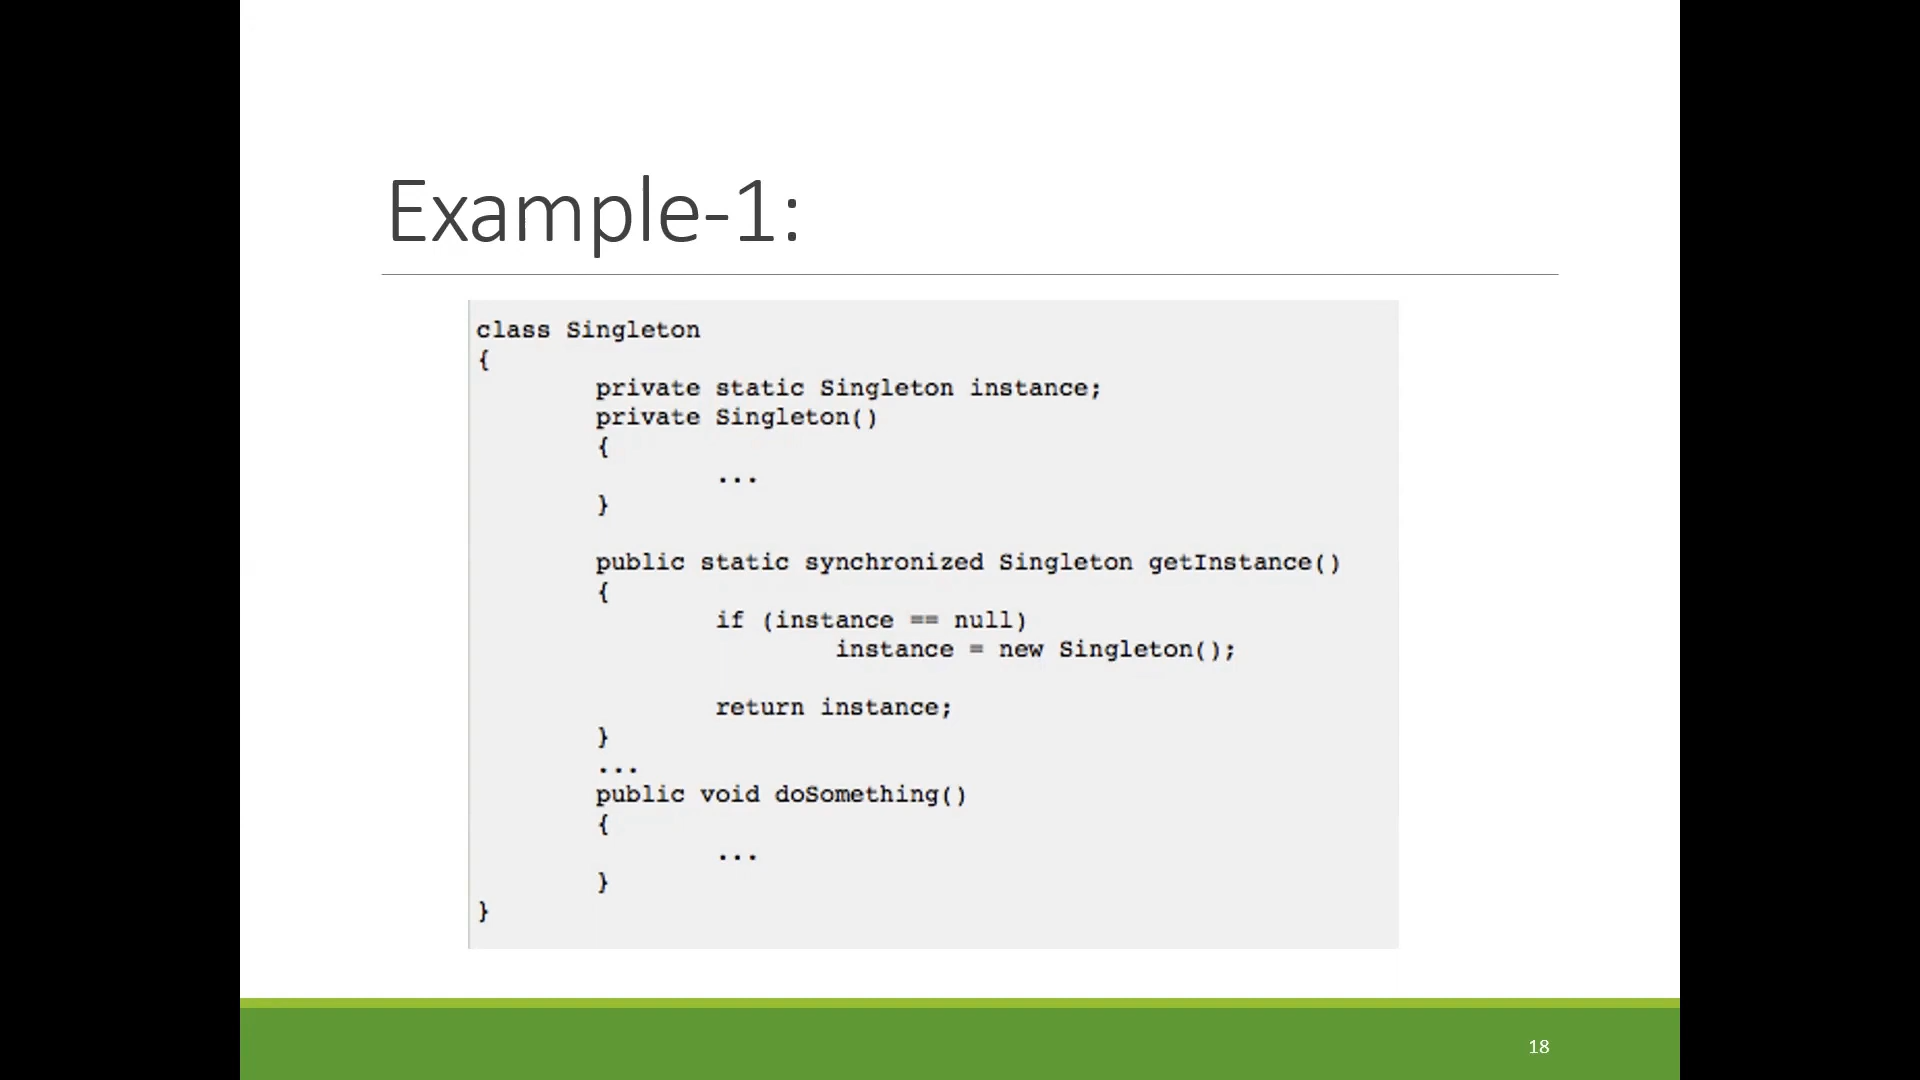 Example-1:
class Singleton
{
private static Singleton instance;
private Singleton()
{
...
}
public static synchronized Singleton getInstance()
{
if (instance == null)
instance = new Singleton();
return instance;
}
...
public void doSomething()
{
...
}
}
18